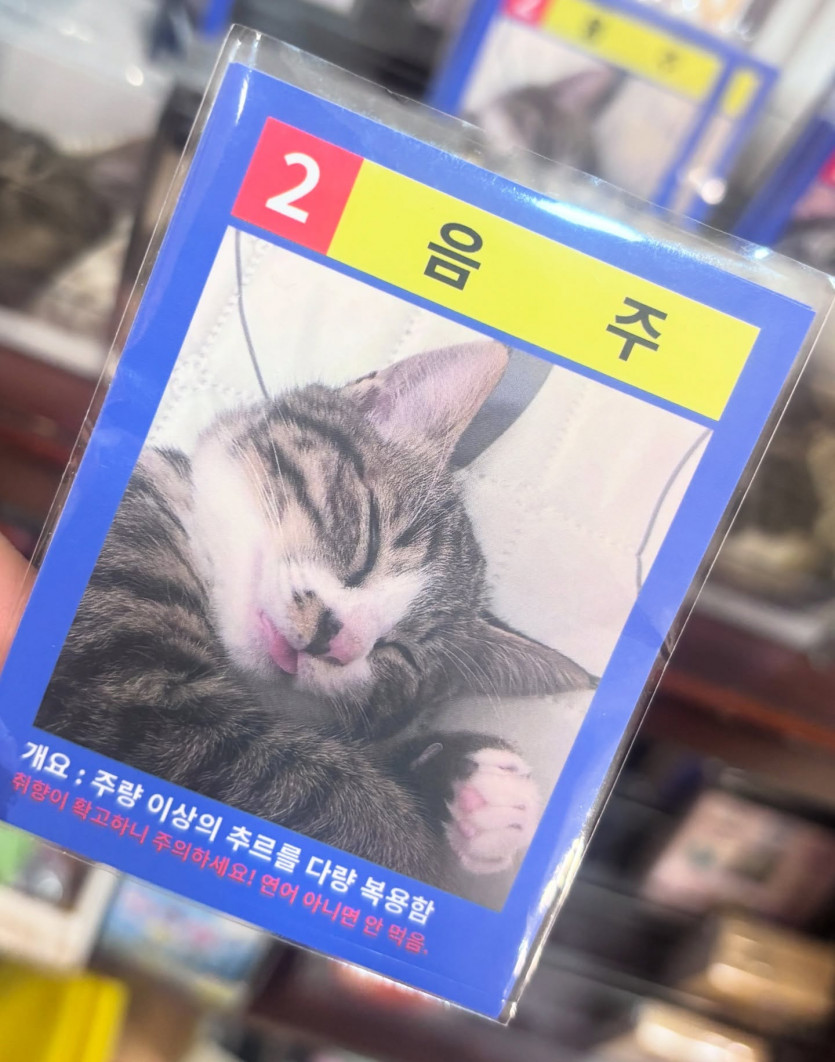 2 음 주
개요 : 주량 이상의 추르를 다량 복용함
취향이 확고하니 주의하세요! 연어 아니면 안 먹음.
2